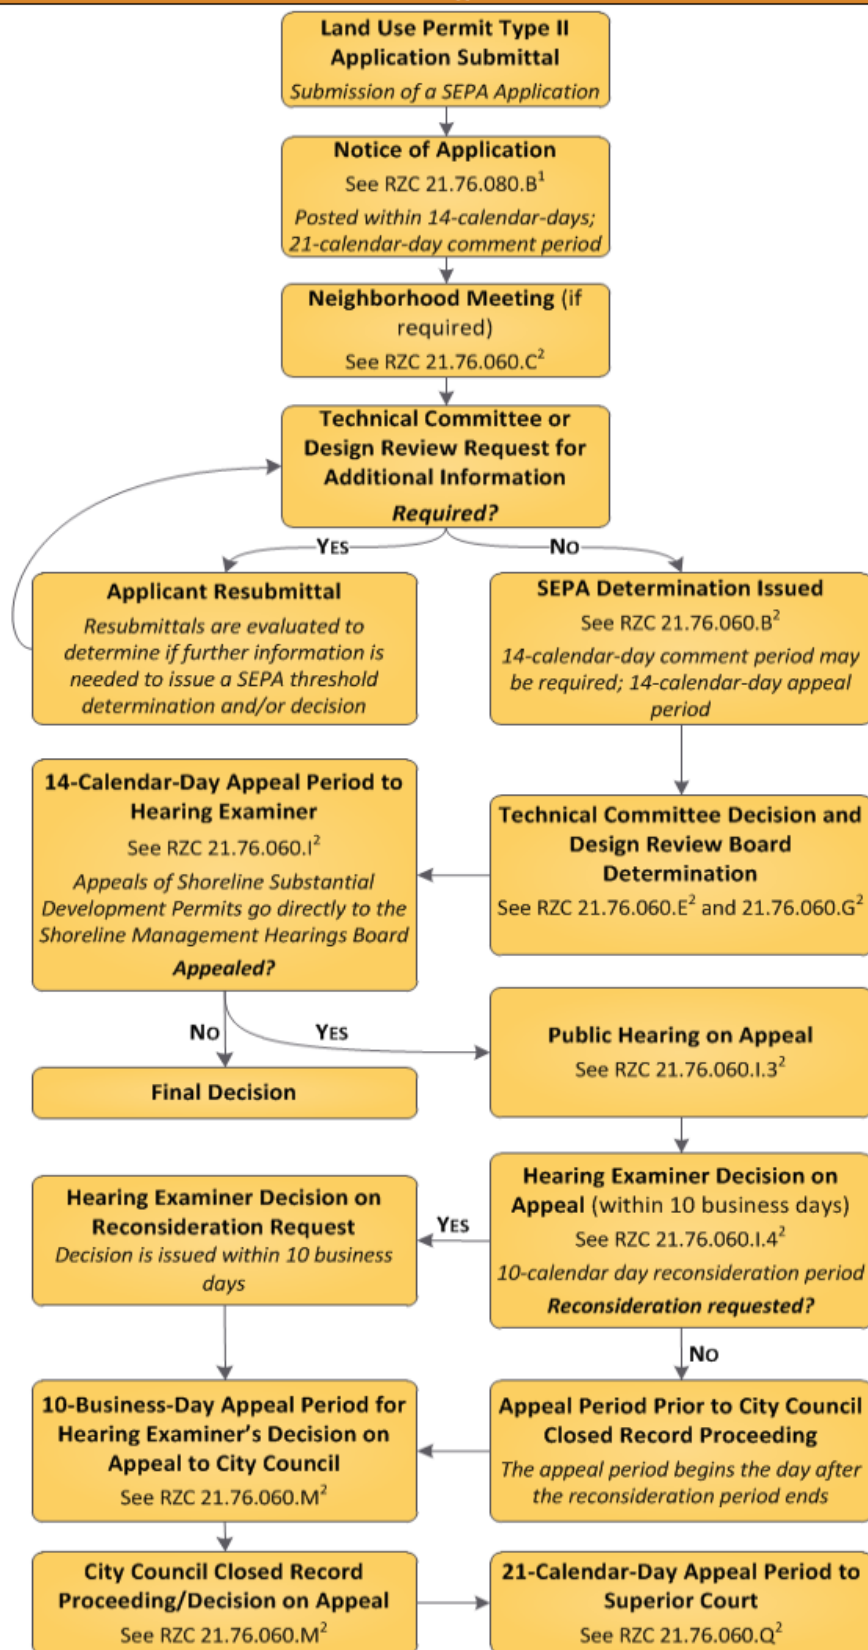 Land Use Permit Type II
Application Submittal
Submission of a SEPA Application
Notice of Application
See RZC 21.76.080.B¹
Posted within 14-calendar-days;
21-calendar-day comment period
Neighborhood Meeting (if
required)
See RZC 21.76.060.C²
Technical Committee or
Design Review Request for
Additional Information
Required?
YES
NO
Applicant Resubmittal
Resubmittals are evaluated to
determine if further information is
needed to issue a SEPA threshold
determination and/or decision
SEPA Determination Issued
See RZC 21.76.060.B²
14-calendar-day comment period may
be required; 14-calendar-day appeal
period
14-Calendar-Day Appeal Period to
Hearing Examiner
See RZC 21.76.060.I²
Appeals of Shoreline Substantial
Development Permits go directly to the
Shoreline Management Hearings Board
Appealed?
Technical Committee Decision and
Design Review Board
Determination
See RZC 21.76.060.E² and 21.76.060.G²
NO
YES
Final Decision
Public Hearing on Appeal
See RZC 21.76.060.I.3²
Hearing Examiner Decision on
Reconsideration Request
Decision is issued within 10 business
days
YES
Hearing Examiner Decision on
Appeal (within 10 business days)
See RZC 21.76.060.I.4²
10-calendar day reconsideration period
Reconsideration requested?
NO
10-Business-Day Appeal Period for
Hearing Examiner's Decision on
Appeal to City Council
See RZC 21.76.060.M²
Appeal Period Prior to City Council
Closed Record Proceeding
The appeal period begins the day after
the reconsideration period ends
City Council Closed Record
Proceeding/Decision on Appeal
See RZC 21.76.060.M²
21-Calendar-Day Appeal Period to
Superior Court
See RZC 21.76.060.Q²